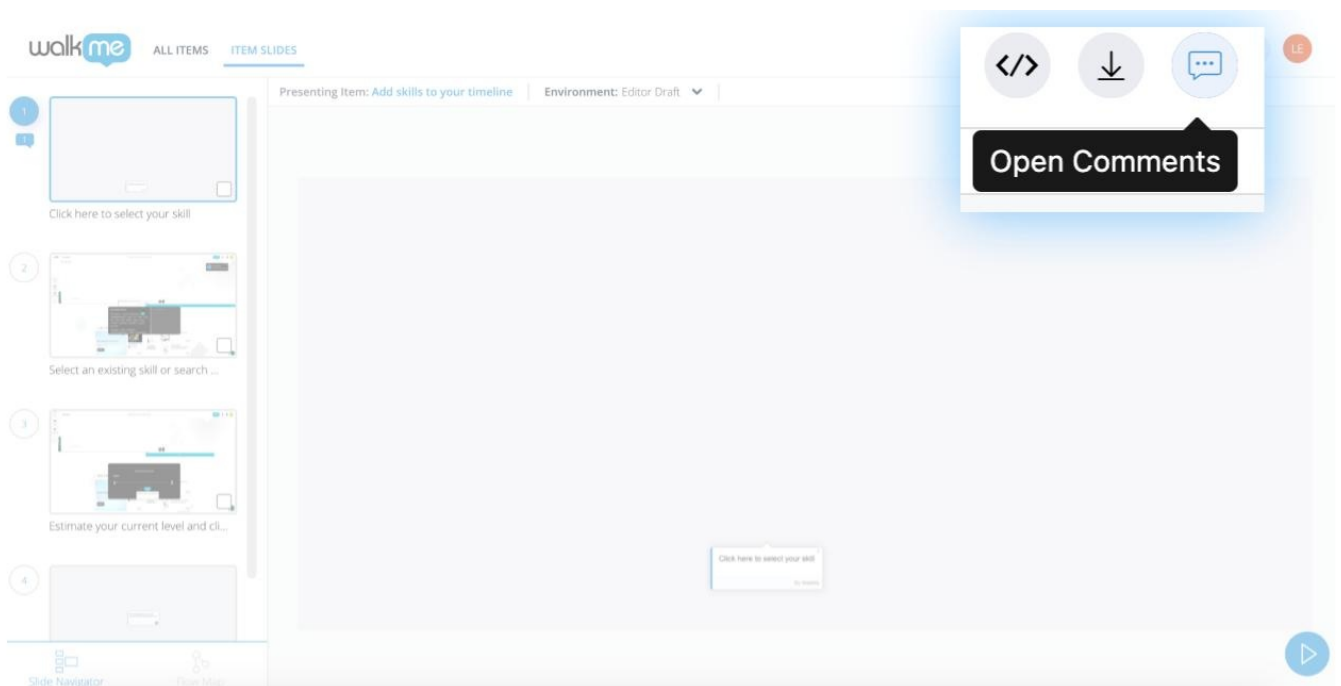 walkme
ALL ITEMS
ITEM SLIDES
</>
LE
Open Comments
Presenting Item: Add skills to your timeline
Environment: Editor Draft
1
1
Click here to select your skill
2
Select an existing skill or search ...
3
Estimate your current level and cli...
4
Click here to select your skill
Slide Navigator
Flow Map